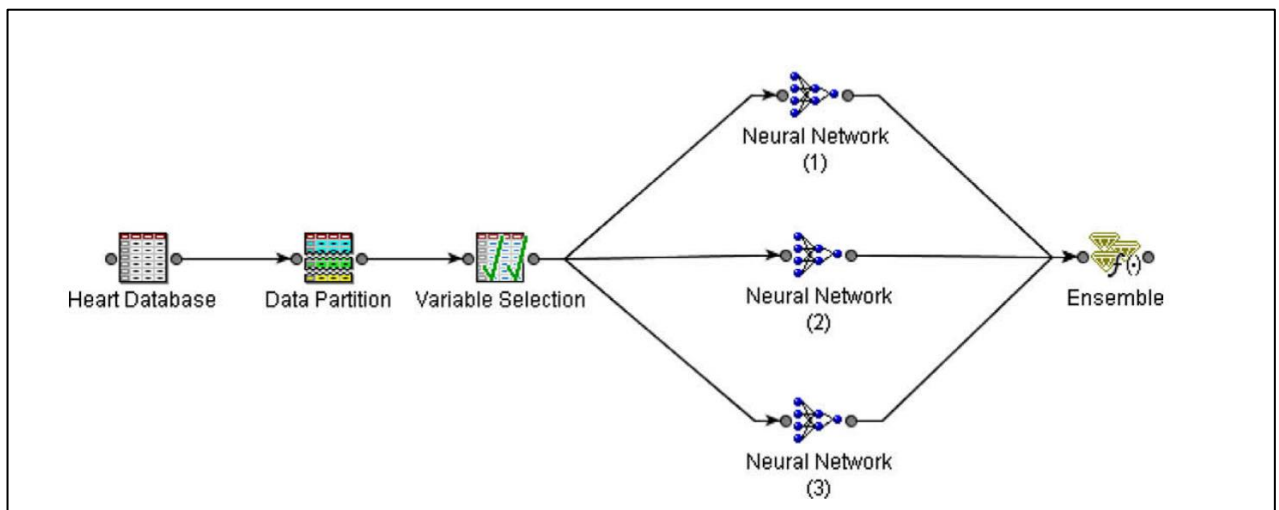 Neural Network
(1)
Heart Database
Data Partition
Variable Selection
Neural Network
(2)
f(·)
Ensemble
Neural Network
(3)